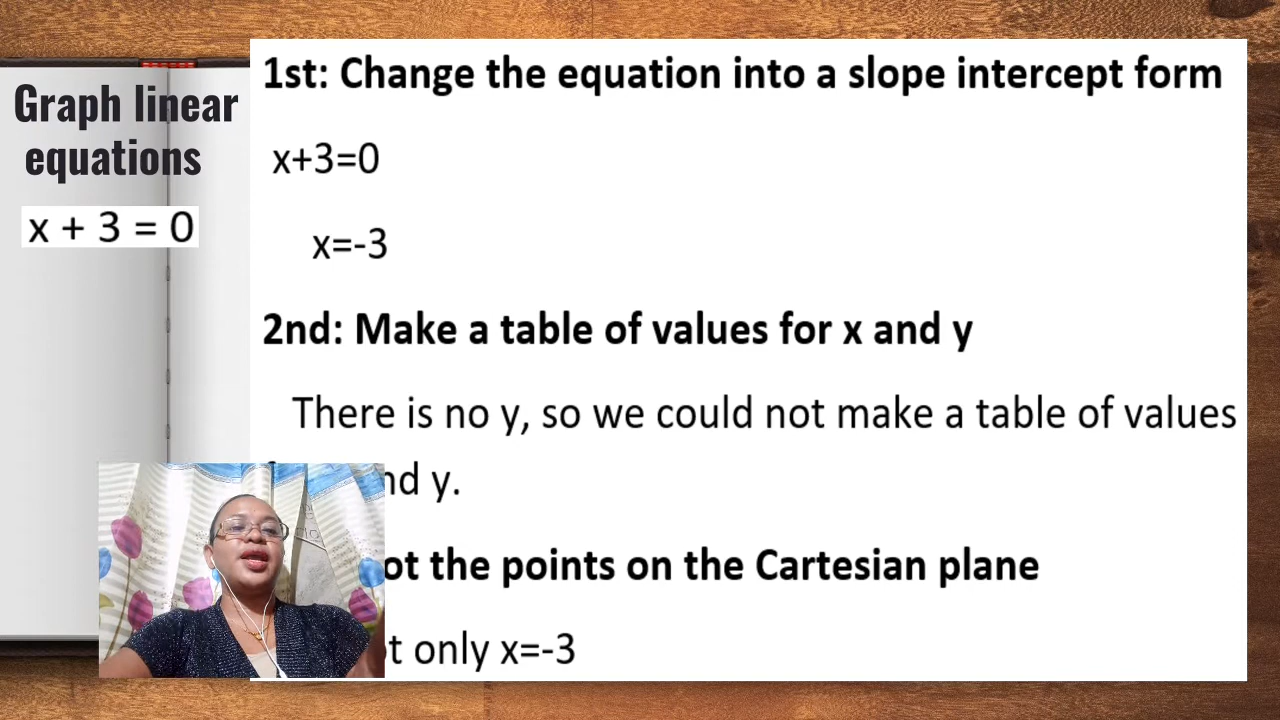 Graph linear
equations
x + 3 = 0
1st: Change the equation into a slope intercept form
x+3=0
x=-3
2nd: Make a table of values for x and y
There is no y, so we could not make a table of values
y.
the points on the Cartesian plane
only x=-3